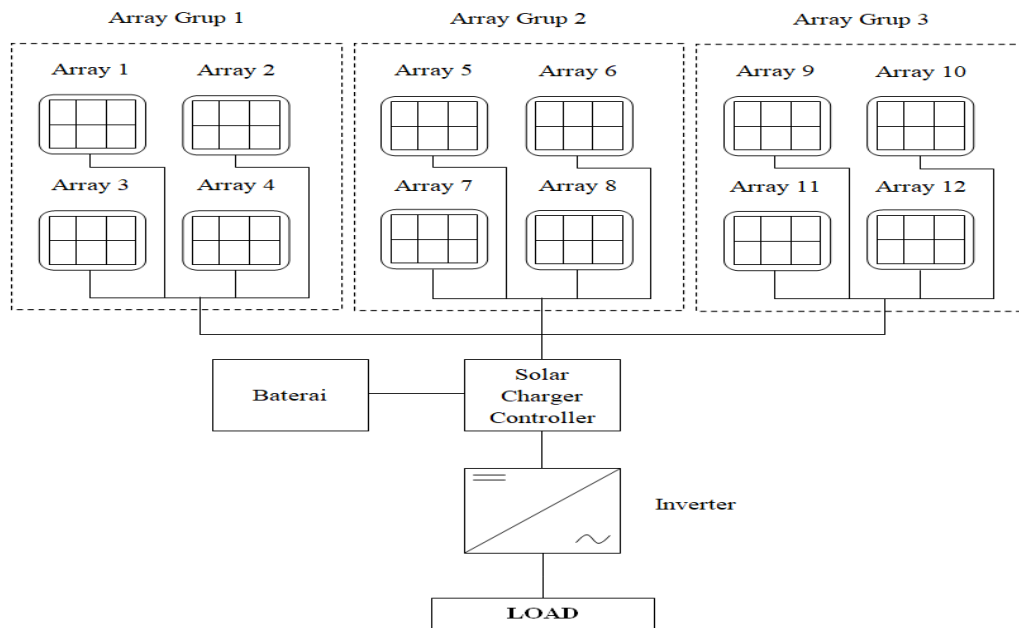 Array Grup 1
Array Grup 2
Array Grup 3
Array 1
Array 2
Array 5
Array 6
Array 9
Array 10
Array 3
Array 4
Array 7
Array 8
Array 11
Array 12
Baterai
Solar
Charger
Controller
Inverter
LOAD